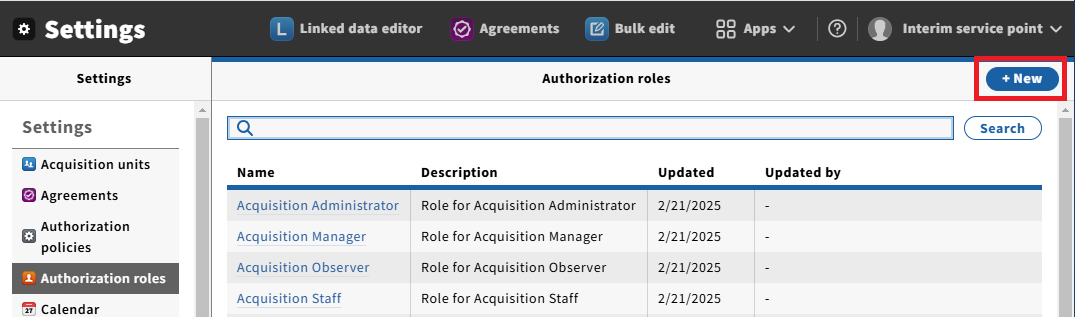 Settings
L Linked data editor
Agreements
Bulk edit
Apps
?
Interim service point
Settings
Authorization roles
+ New
Settings
Acquisition units
Agreements
Authorization
policies
Authorization roles
27 Calendar
Search
Name Description Updated Updated by
Acquisition Administrator Role for Acquisition Administrator 2/21/2025 -
Acquisition Manager Role for Acquisition Manager 2/21/2025 -
Acquisition Observer Role for Acquisition Observer 2/21/2025 -
Acquisition Staff Role for Acquisition Staff 2/21/2025 -